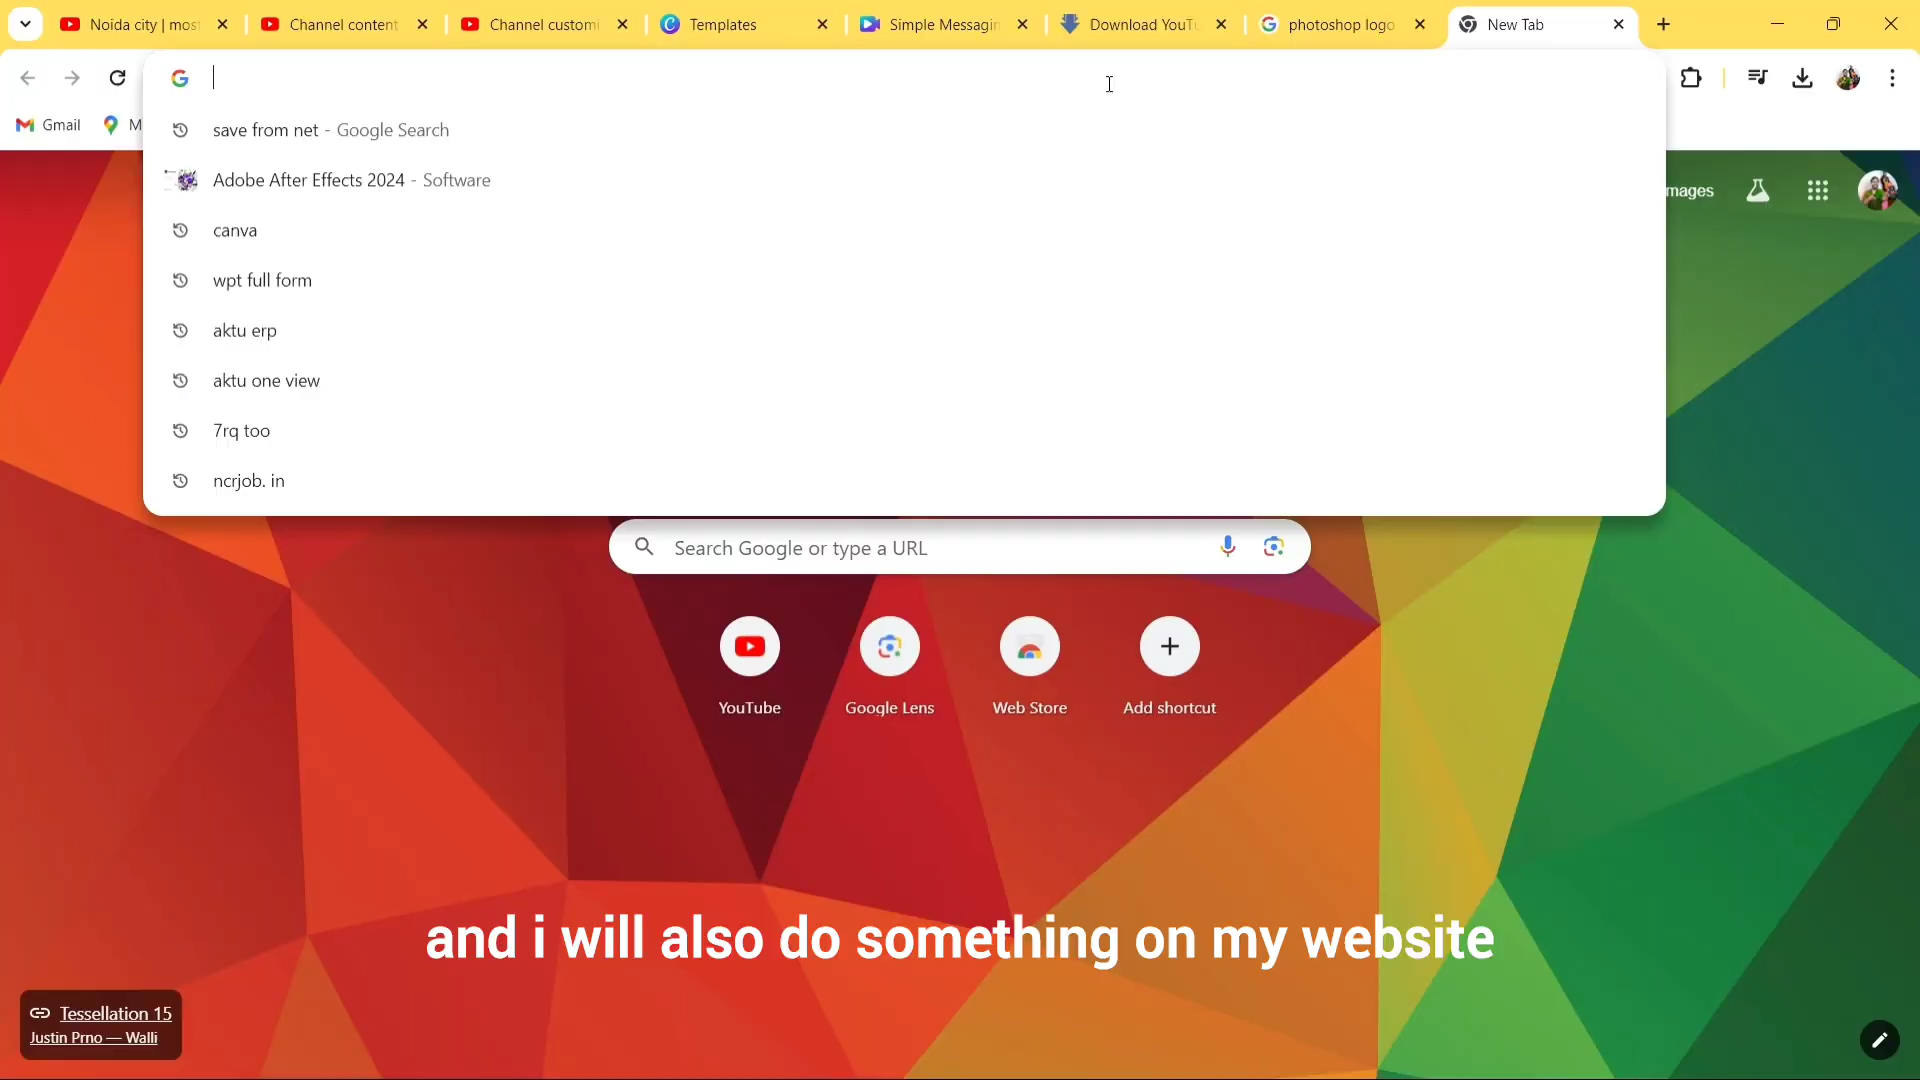 Noida city | mos
Channel content
Channel customi
Templates
Simple Messagin
Download YouTu
photoshop logo
New Tab
Gmail
M
save from net - Google Search
Adobe After Effects 2024 - Software
canva
wpt full form
aktu erp
aktu one view
7rq too
ncrjob. in
mages
Search Google or type a URL
YouTube
Google Lens
Web Store
Add shortcut
and i will also do something on my website
Tessellation 15
Justin Prno — Walli